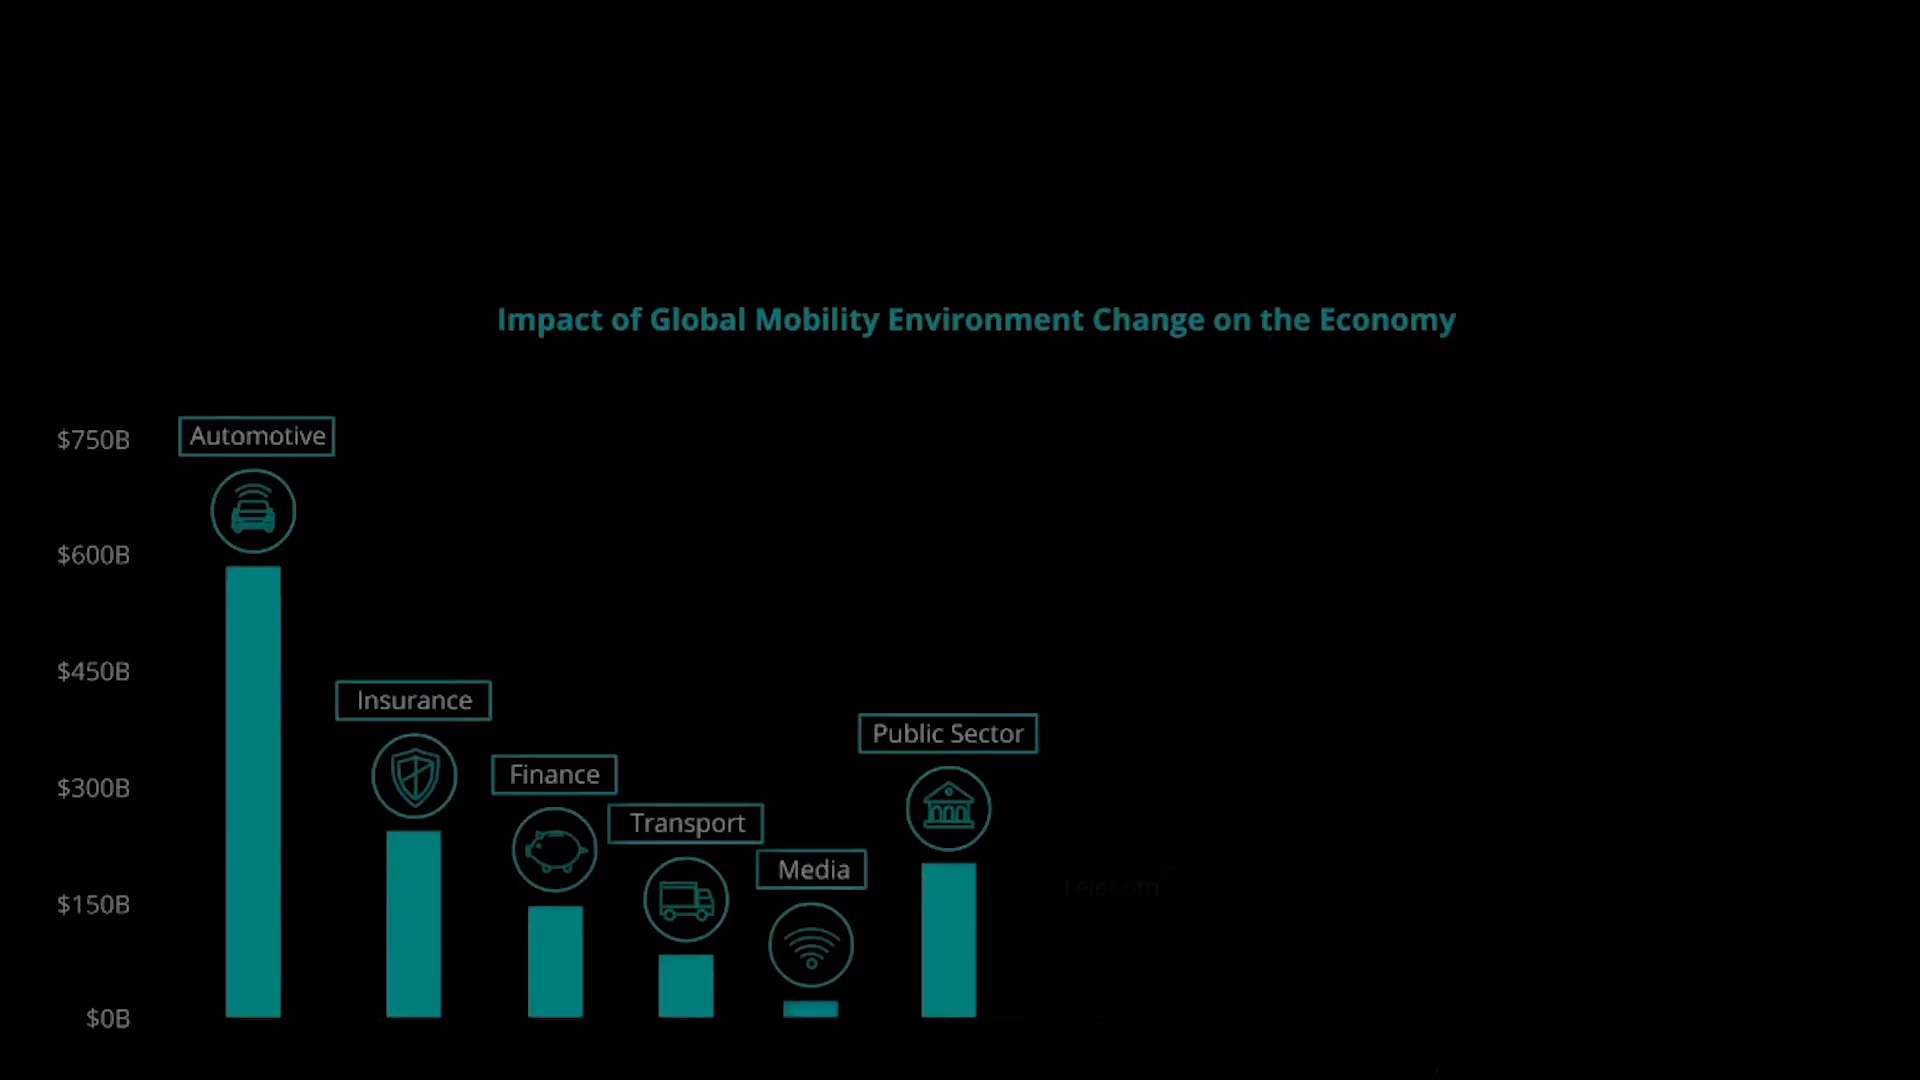 Impact of Global Mobility Environment Change on the Economy
$750B
Automotive
$600B
$450B
Insurance
Public Sector
Finance
$300B
Transport
Media
Telecom
$150B
$0B